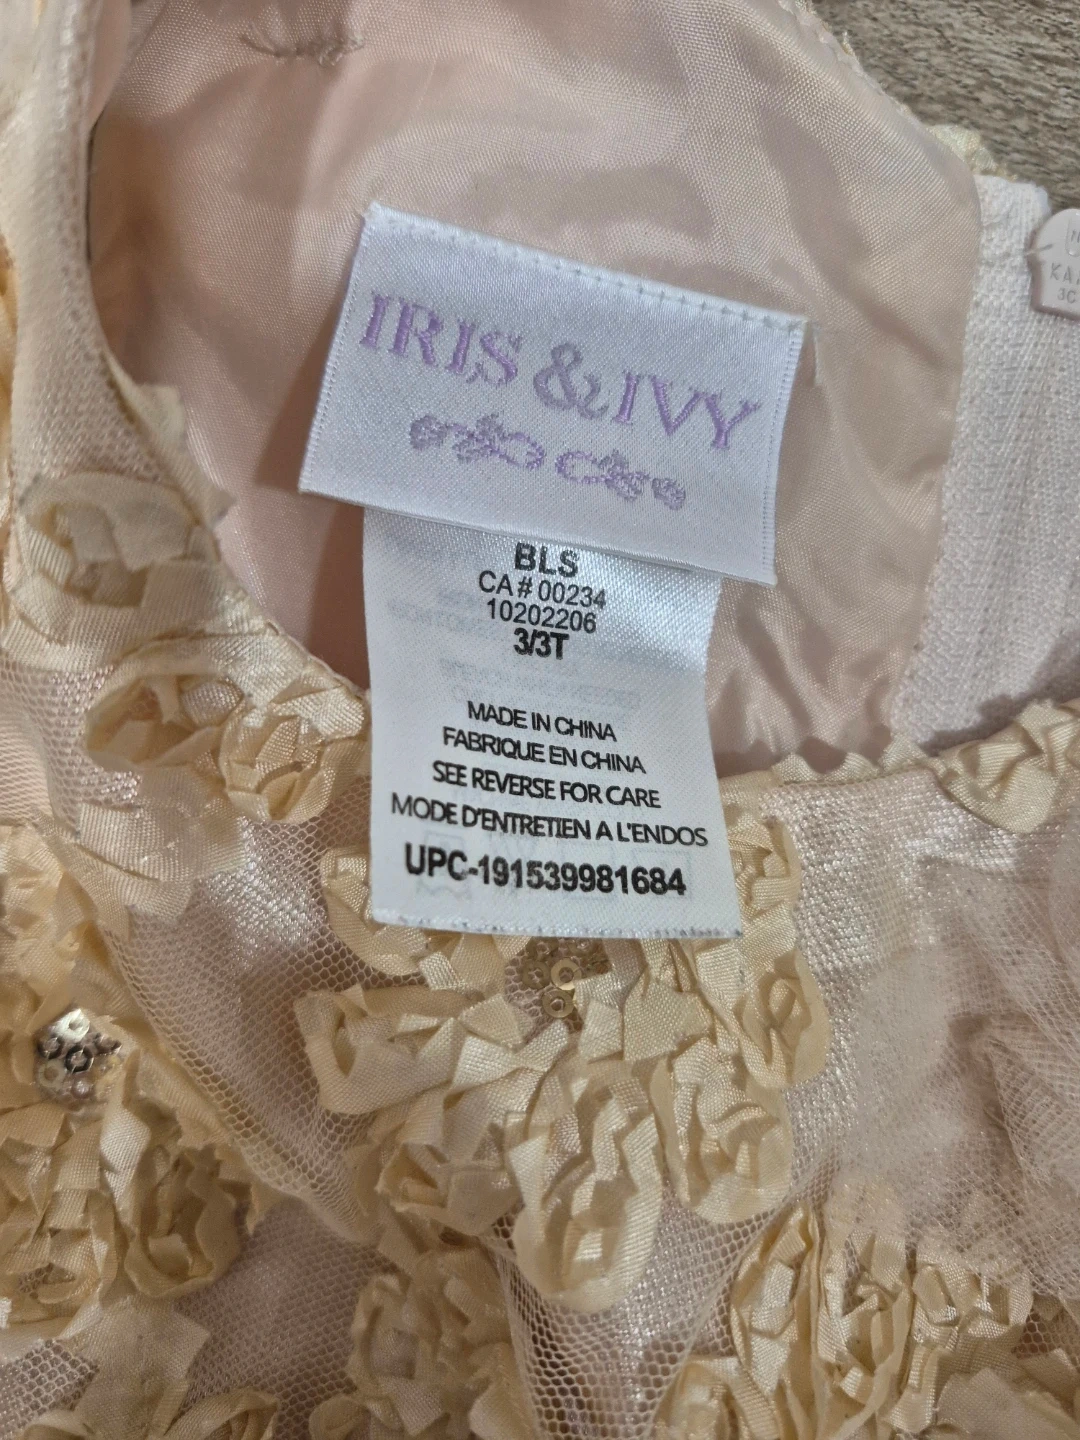 IRIS & IVY
BLS
CA # 00234
10202206
3/3T
MADE IN CHINA
FABRIQUE EN CHINA
SEE REVERSE FOR CARE
MODE D'ENTRETIEN A L'ENDOS
UPC-191539981684